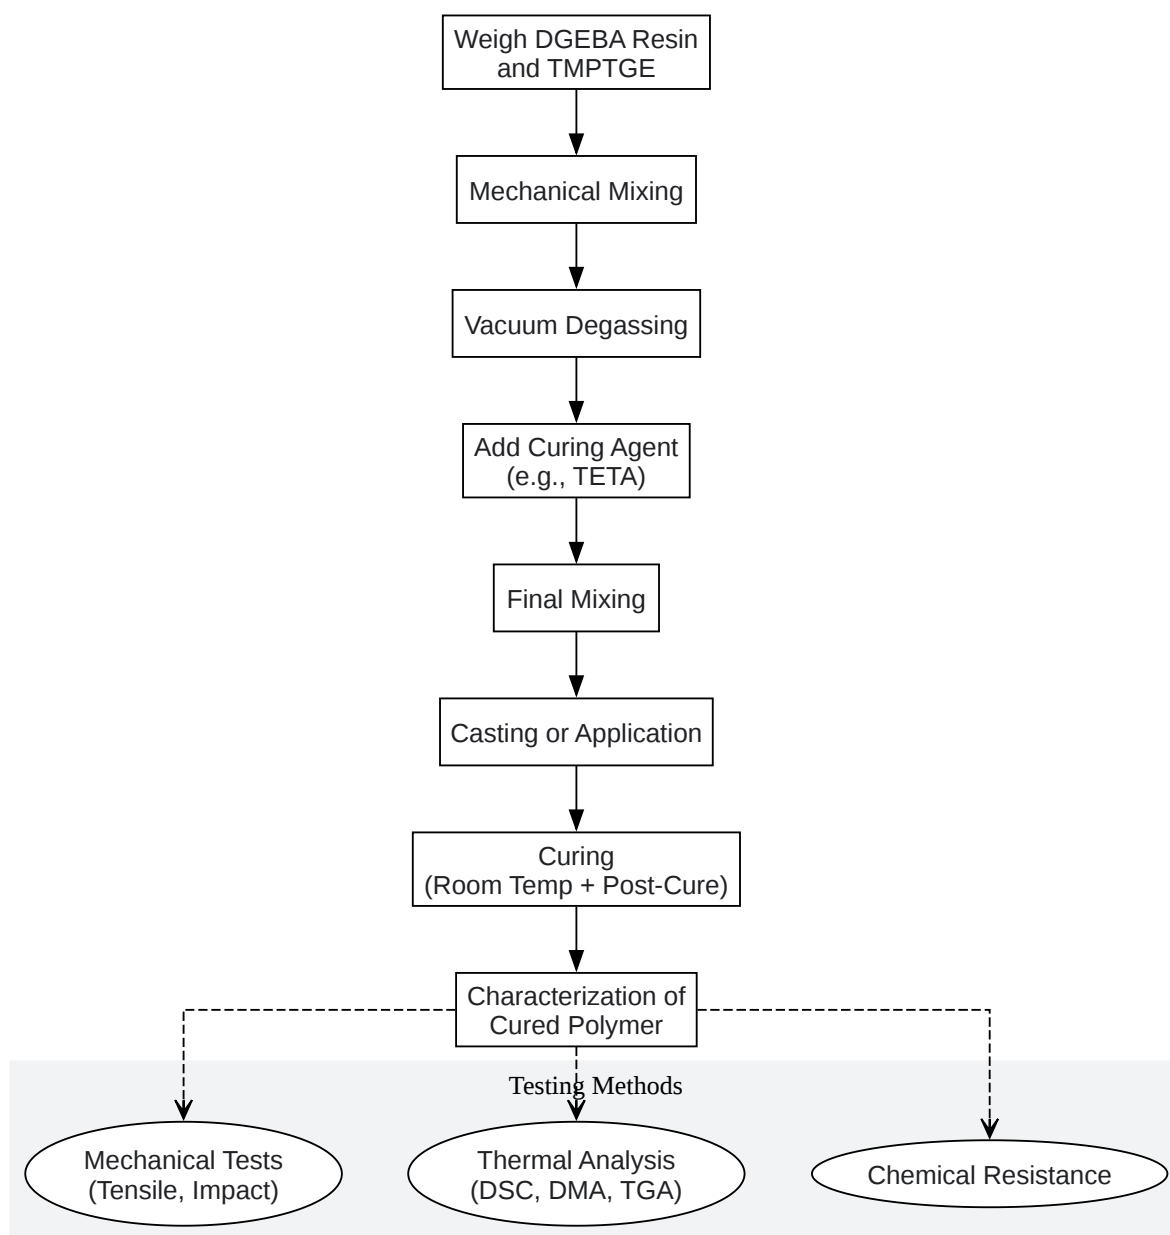 Weigh DGEBA Resin
and TMPTGE
Mechanical Mixing
Vacuum Degassing
Add Curing Agent
(e.g., TETA)
Final Mixing
Casting or Application
Curing
(Room Temp + Post-Cure)
Characterization of
Cured Polymer
Testing Methods
Mechanical Tests
(Tensile, Impact)
Thermal Analysis
(DSC, DMA, TGA)
Chemical Resistance